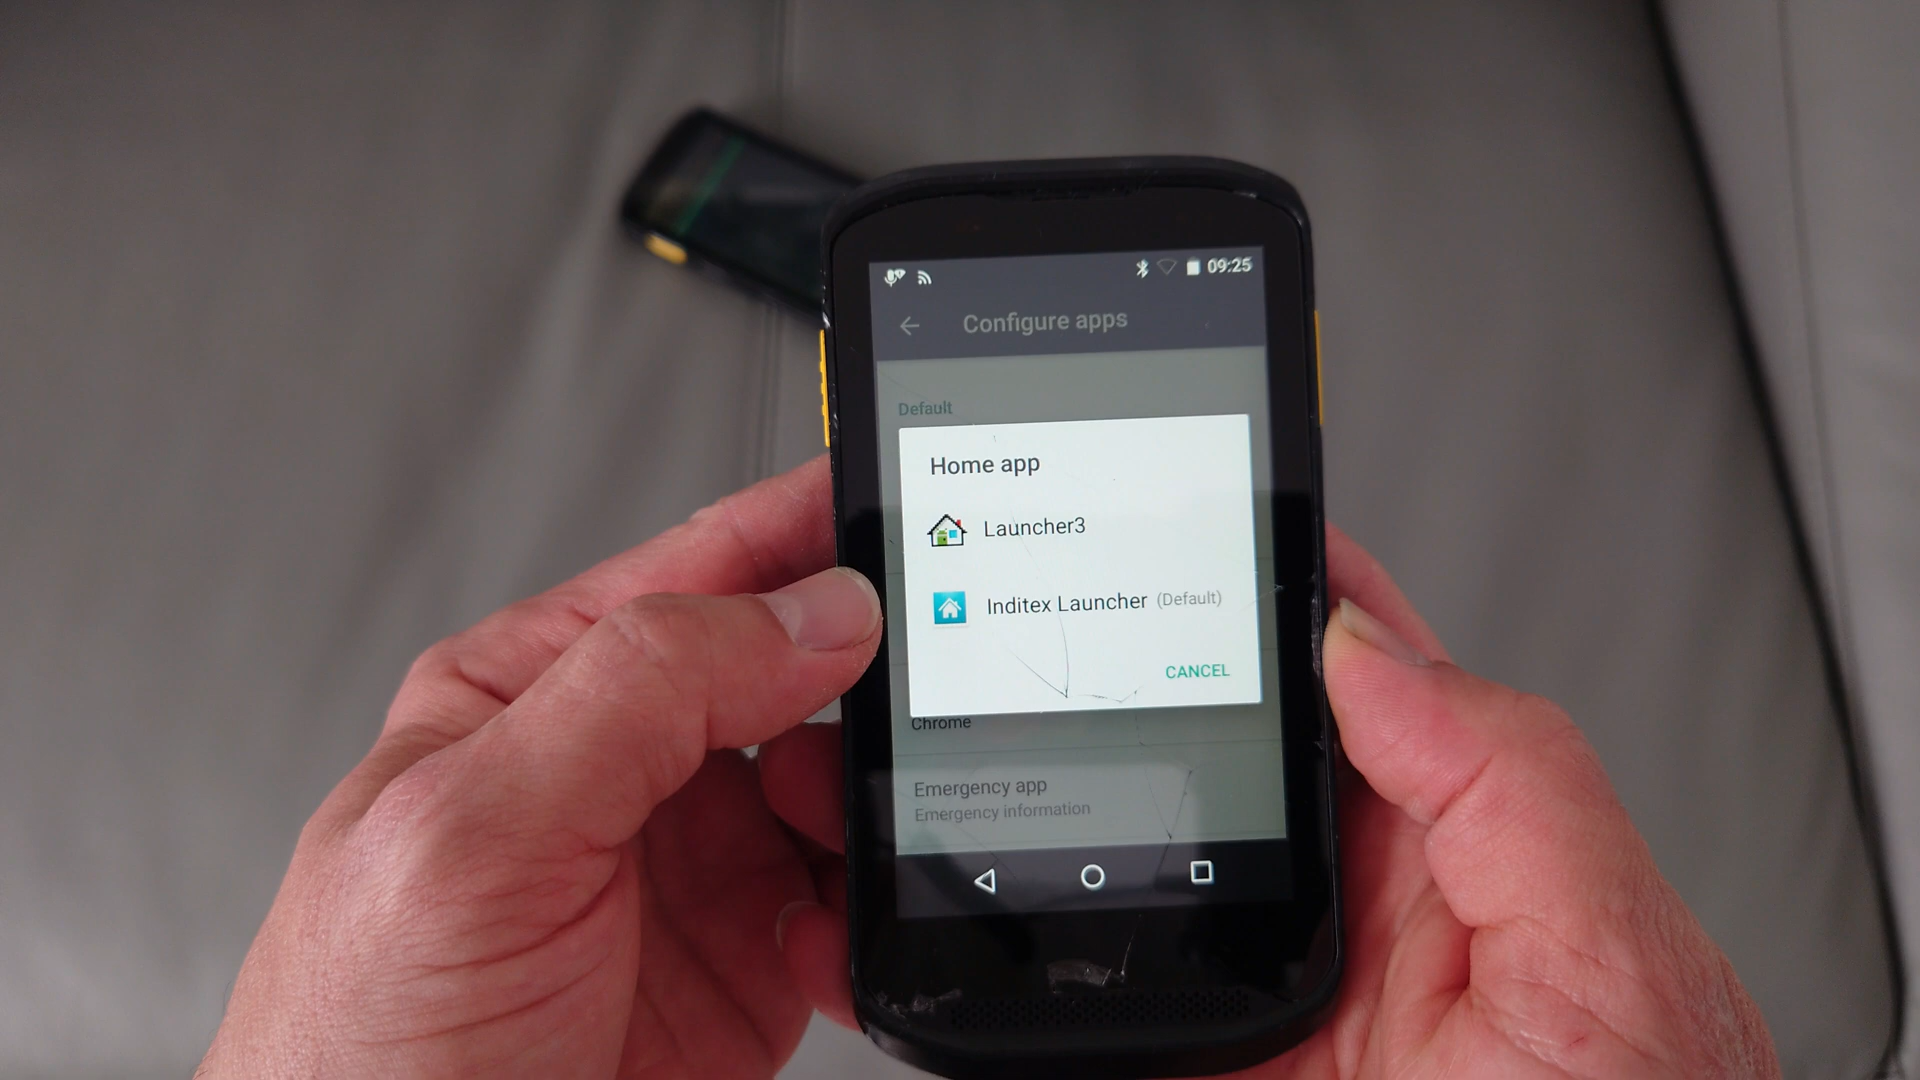 09:25
Configure apps
Default
Home app
Launcher3
Inditex Launcher (Default)
CANCEL
Chrome
Emergency app
Emergency information